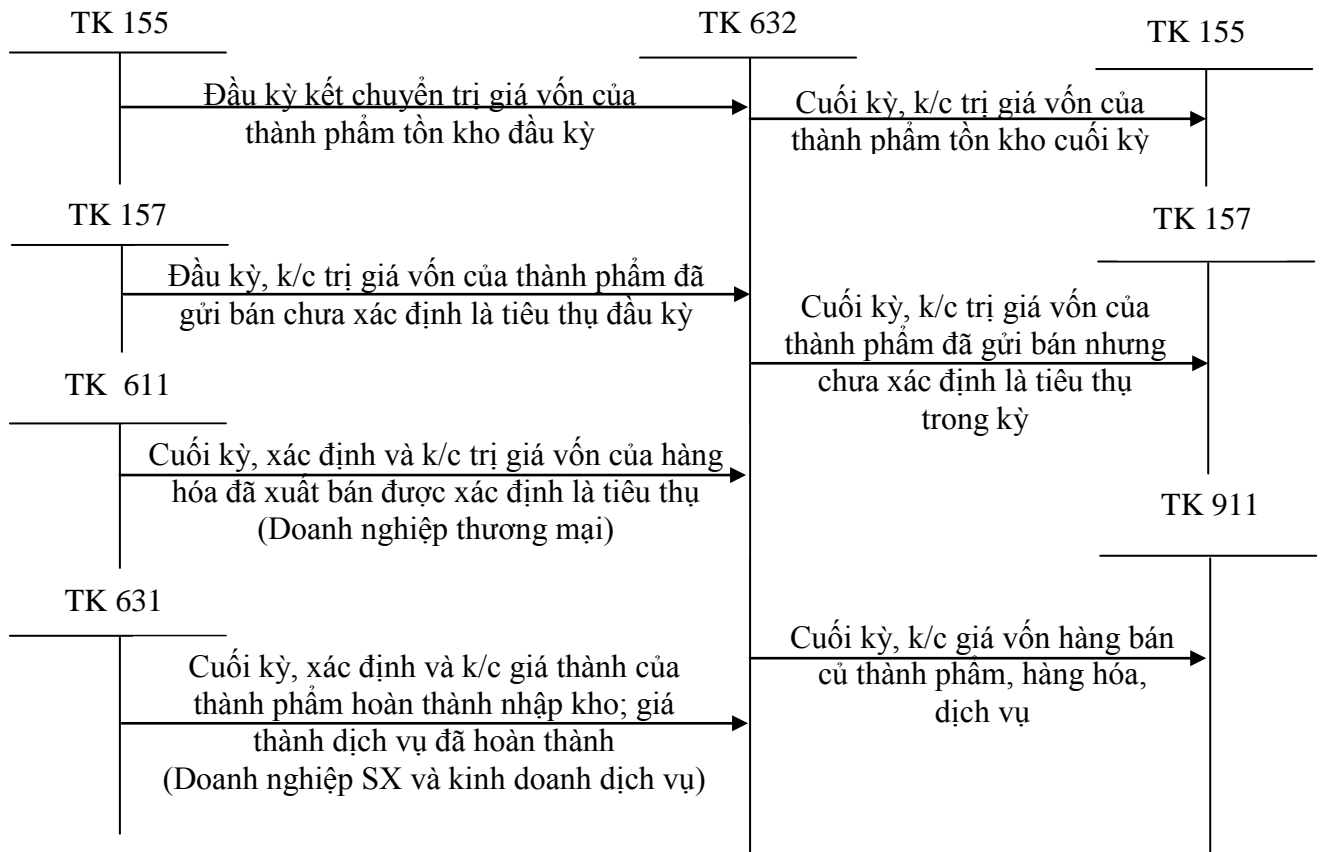 TK 155
TK 632
TK 155
Đầu kỳ kết chuyển trị giá vốn của
thành phẩm tồn kho đầu kỳ
Cuối kỳ, k/c trị giá vốn của
thành phẩm tồn kho cuối kỳ
TK 157
TK 157
Đầu kỳ, k/c trị giá vốn của thành phẩm đã
gửi bán chưa xác định là tiêu thụ đầu kỳ
Cuối kỳ, k/c trị giá vốn của
thành phẩm đã gửi bán nhưng
chưa xác định là tiêu thụ
trong kỳ
TK 611
Cuối kỳ, xác định và k/c trị giá vốn của hàng
hóa đã xuất bán được xác định là tiêu thụ
(Doanh nghiệp thương mại)
TK 911
TK 631
Cuối kỳ, xác định và k/c giá thành của
thành phẩm hoàn thành nhập kho; giá
thành dịch vụ đã hoàn thành
(Doanh nghiệp SX và kinh doanh dịch vụ)
Cuối kỳ, k/c giá vốn hàng bán
củ thành phẩm, hàng hóa,
dịch vụ